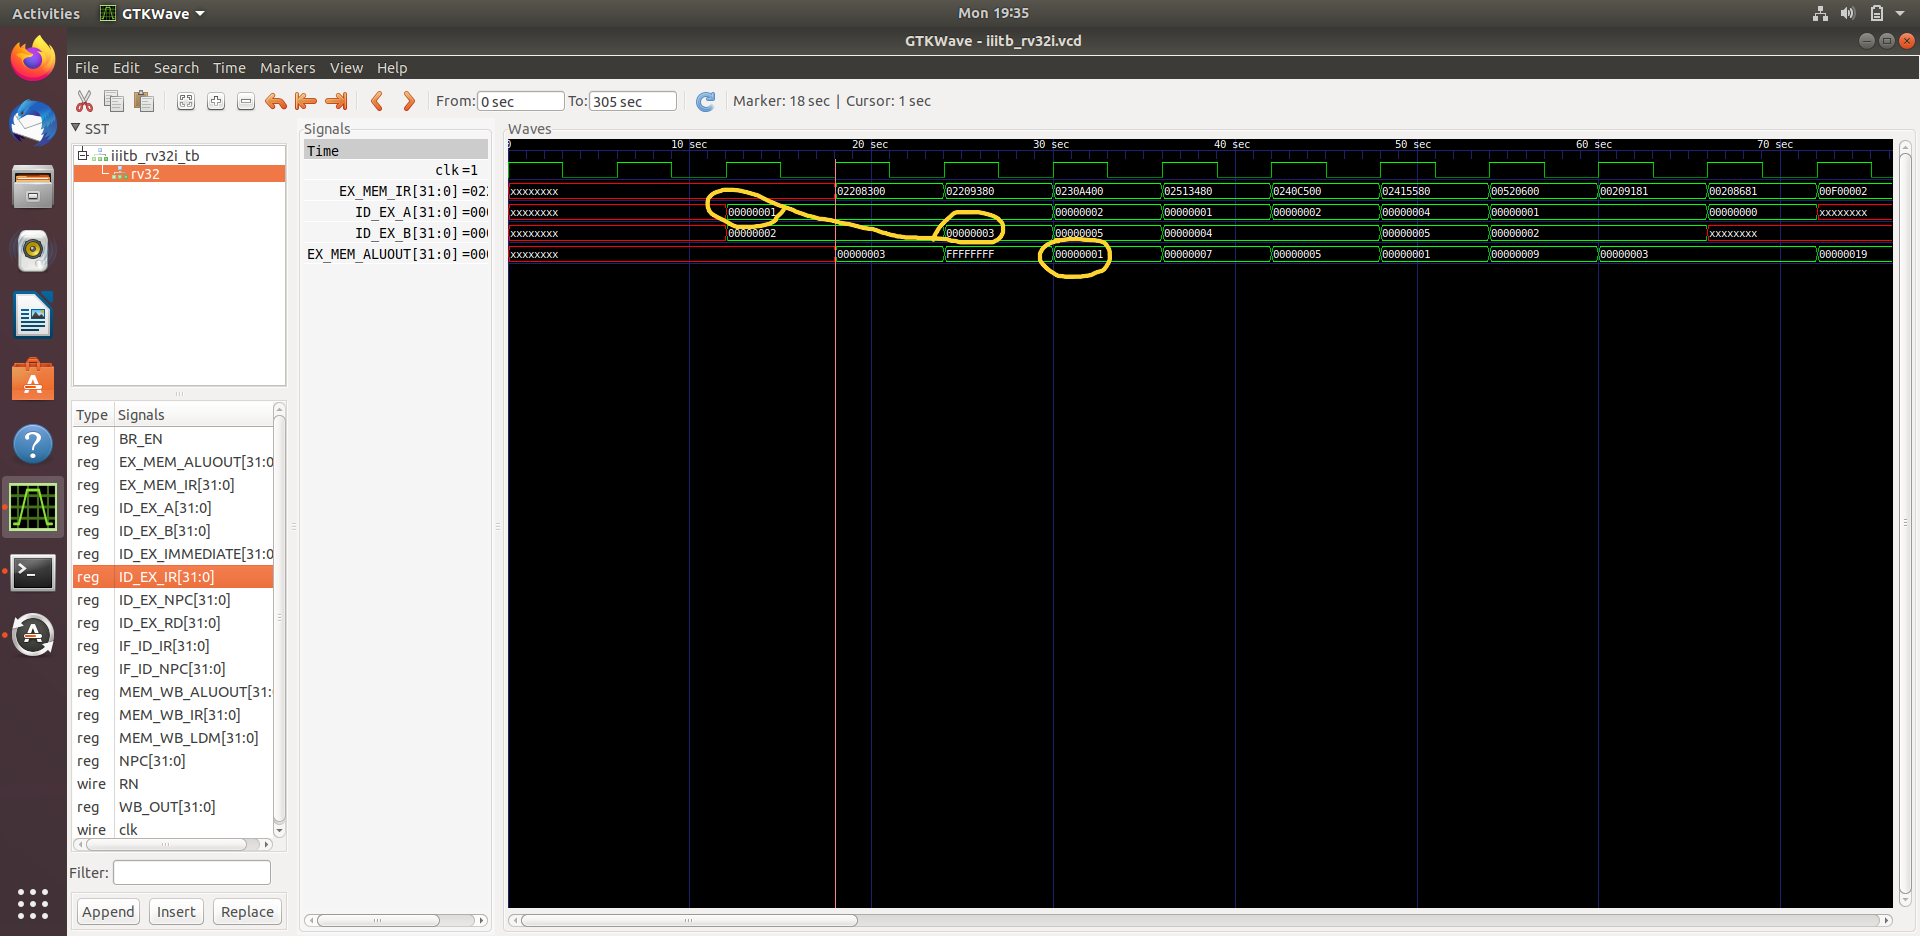 Activities GTKWave Mon 19:35
GTKWave - iiitb_rv32i.vcd
File Edit Search Time Markers View Help
From: 0 sec To: 305 sec Marker: 18 sec | Cursor: 1 sec
SST
iiitb_rv32i_tb
rv32
Type Signals
reg BR_EN
reg EX_MEM_ALUOUT[31:0
reg EX_MEM_IR[31:0]
reg ID_EX_A[31:0]
reg ID_EX_B[31:0]
reg ID_EX_IMMEDIATE[31:0
reg ID_EX_IR[31:0]
reg ID_EX_NPC[31:0]
reg ID_EX_RD[31:0]
reg IF_ID_IR[31:0]
reg IF_ID_NPC[31:0]
reg MEM_WB_ALUOUT[31:
reg MEM_WB_IR[31:0]
reg MEM_WB_LDM[31:0]
reg NPC[31:0]
wire RN
reg WB_OUT[31:0]
wire clk
Filter:
Append Insert Replace
Signals
Time
clk =1
EX_MEM_IR[31:0] =02
ID_EX_A[31:0] =00
ID_EX_B[31:0] =00
EX_MEM_ALUOUT[31:0] =00
Waves
0 10 sec 20 sec 30 sec 40 sec 50 sec 60 sec 70 sec
xxxxxxxx 02208300 02209380 0230A400 02513480 0240C500 02415580 00520600 00209181 00208681 00F00002
xxxxxxxx 00000001 00000002 00000001 00000002 00000004 00000001 00000000 xxxxxxxx
xxxxxxxx 00000002 00000003 00000005 00000004 00000005 00000002 xxxxxxxx
xxxxxxxx 00000003 FFFFFFFF 00000001 00000007 00000005 00000001 00000009 00000003 00000019